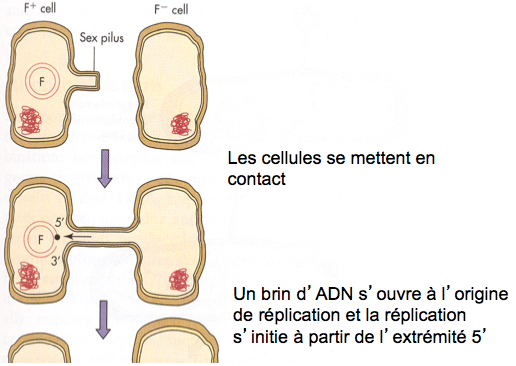 F+ cell
F− cell
Sex pilus
F
Les cellules se mettent en
contact
5'
F
3'
Un brin d'ADN s'ouvre à l'origine
de réplication et la réplication
s'initie à partir de l'extrémité 5'